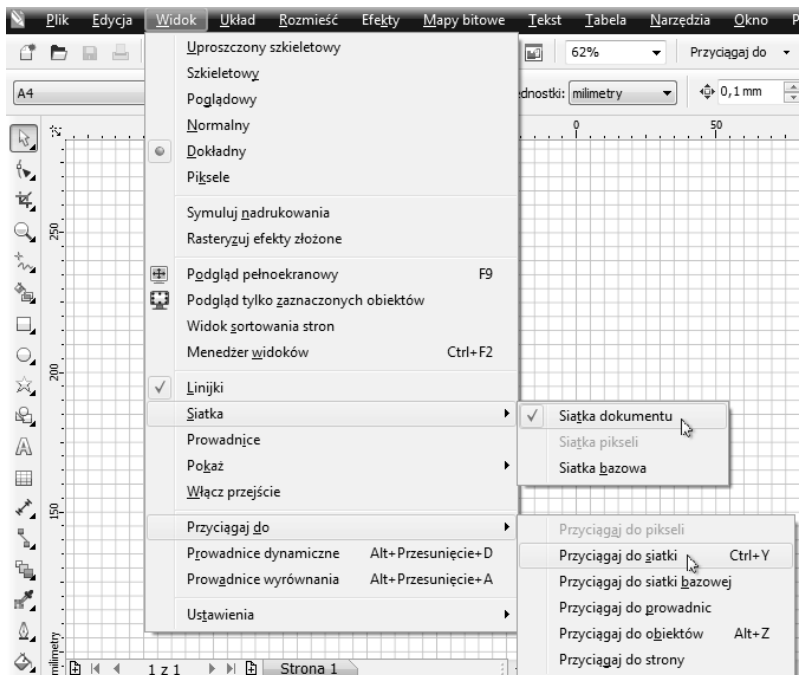 Plik Edycja Widok Układ Rozmieść Efekty Mapy bitowe Tekst Tabela Narzędzia Okno P
62% Przyciągaj do
A4
dnostki: milimetry 0,1 mm
0 50
250
200
150
milimetry
Uproszczony szkieletowy
Szkieletowy
Poglądowy
Normalny
Dokładny
Piksele
Symuluj nadrukowania
Rasteryzuj efekty złożone
Podgląd pełnoekranowy F9
Podgląd tylko zaznaczonych obiektów
Widok sortowania stron
Menedżer widoków Ctrl+F2
Linijki
Siatka
Prowadnice
Pokaż
Włącz przejście
Przyciągaj do
Prowadnice dynamiczne Alt+Przesunięcie+D
Prowadnice wyrównania Alt+Przesunięcie+A
Ustawienia
Siatka dokumentu
Siatka pikseli
Siatka bazowa
Przyciągaj do pikseli
Przyciągaj do siatki Ctrl+Y
Przyciągaj do siatki bazowej
Przyciągaj do prowadnic
Przyciągaj do obiektów Alt+Z
Przyciągaj do strony
1 z 1 Strona 1